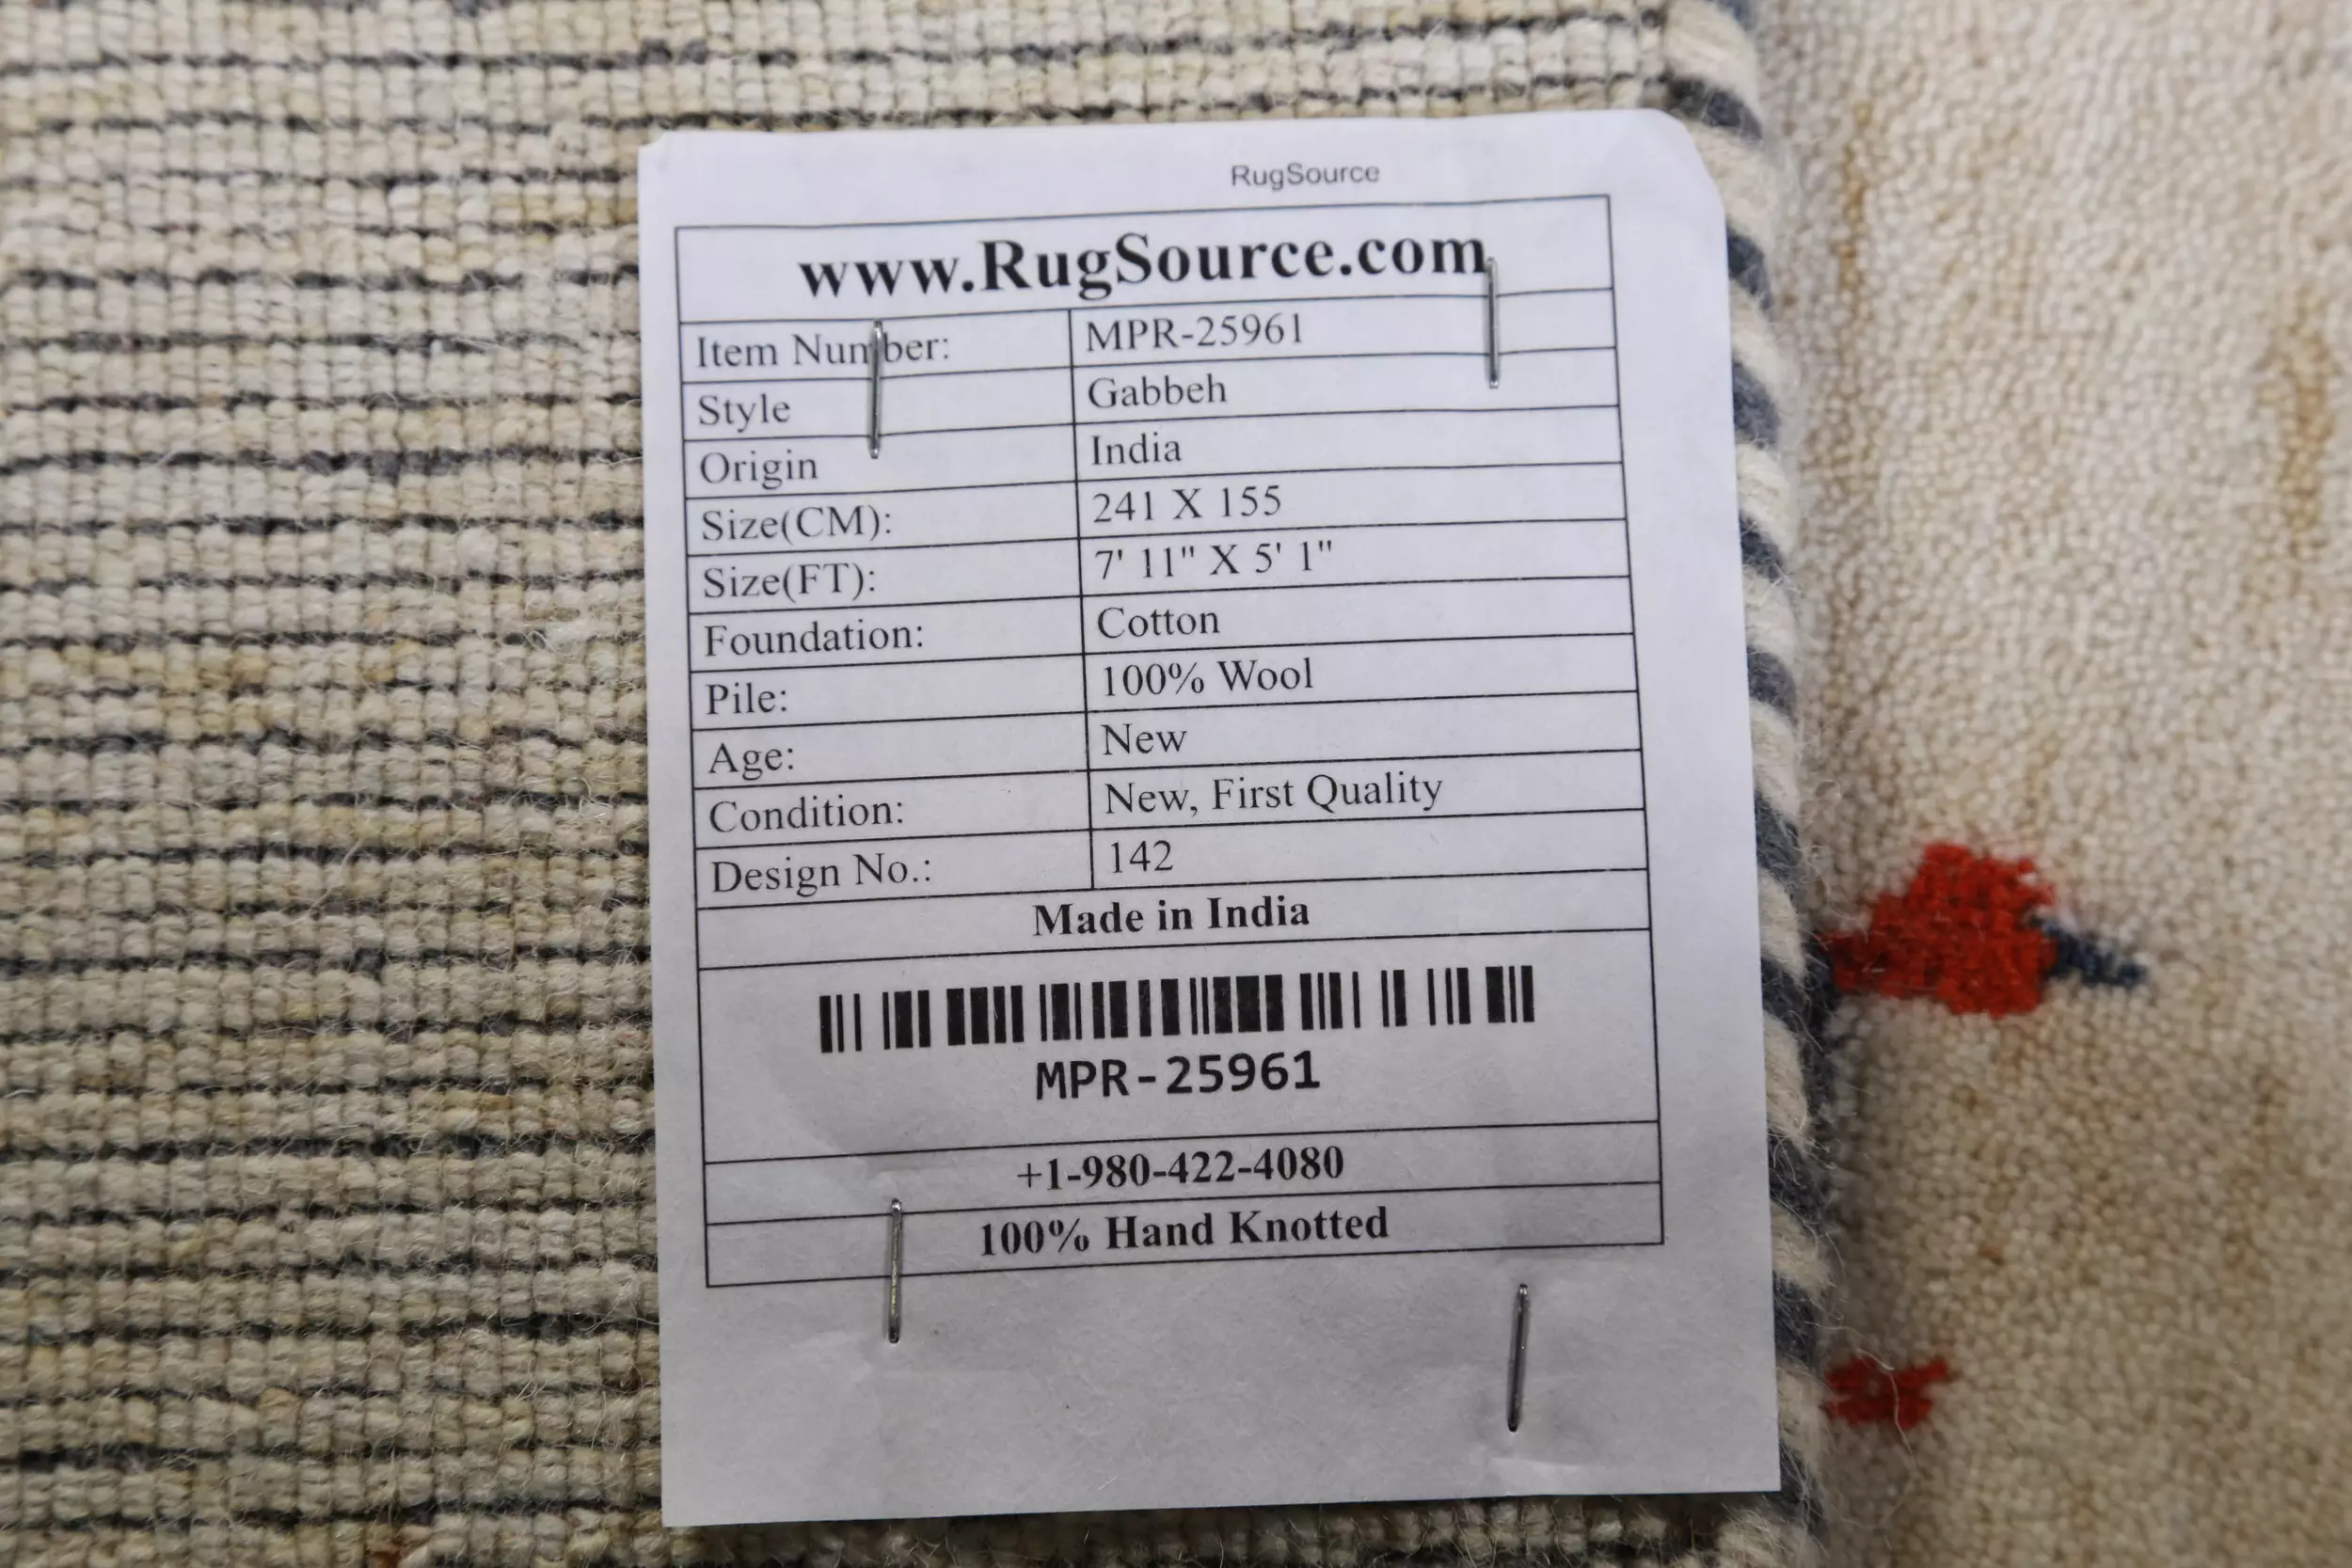 RugSource
www.RugSource.com
Item Number: MPR-25961
Style Gabbeh
Origin India
Size(CM): 241 X 155
Size(FT): 7' 11" X 5' 1"
Foundation: Cotton
Pile: 100% Wool
Age: New
Condition: New, First Quality
Design No.: 142
Made in India
MPR-25961
+1-980-422-4080
100% Hand Knotted